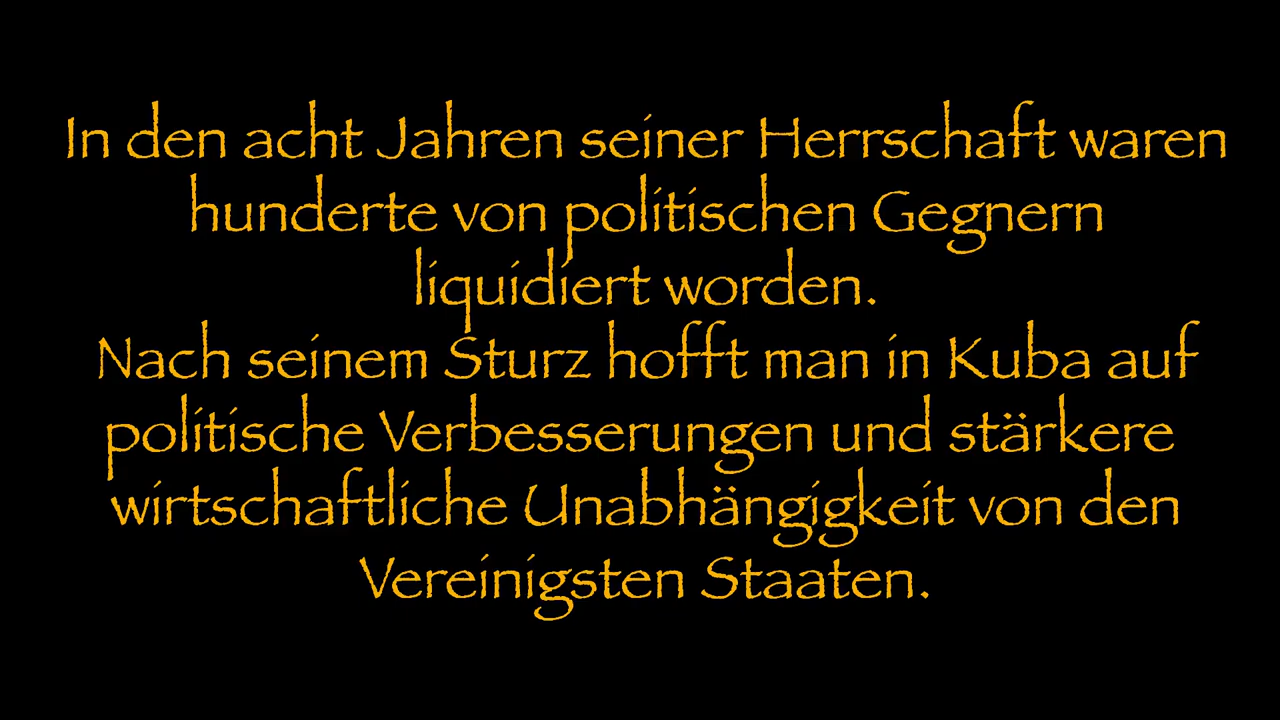 In den acht Jahren seiner Herrschaft waren
hunderte von politischen Gegnern
liquidiert worden.
Nach seinem Sturz hofft man in Kuba auf
politische Verbesserungen und stärkere
wirtschaftliche Unabhängigkeit von den
Vereinigsten Staaten.